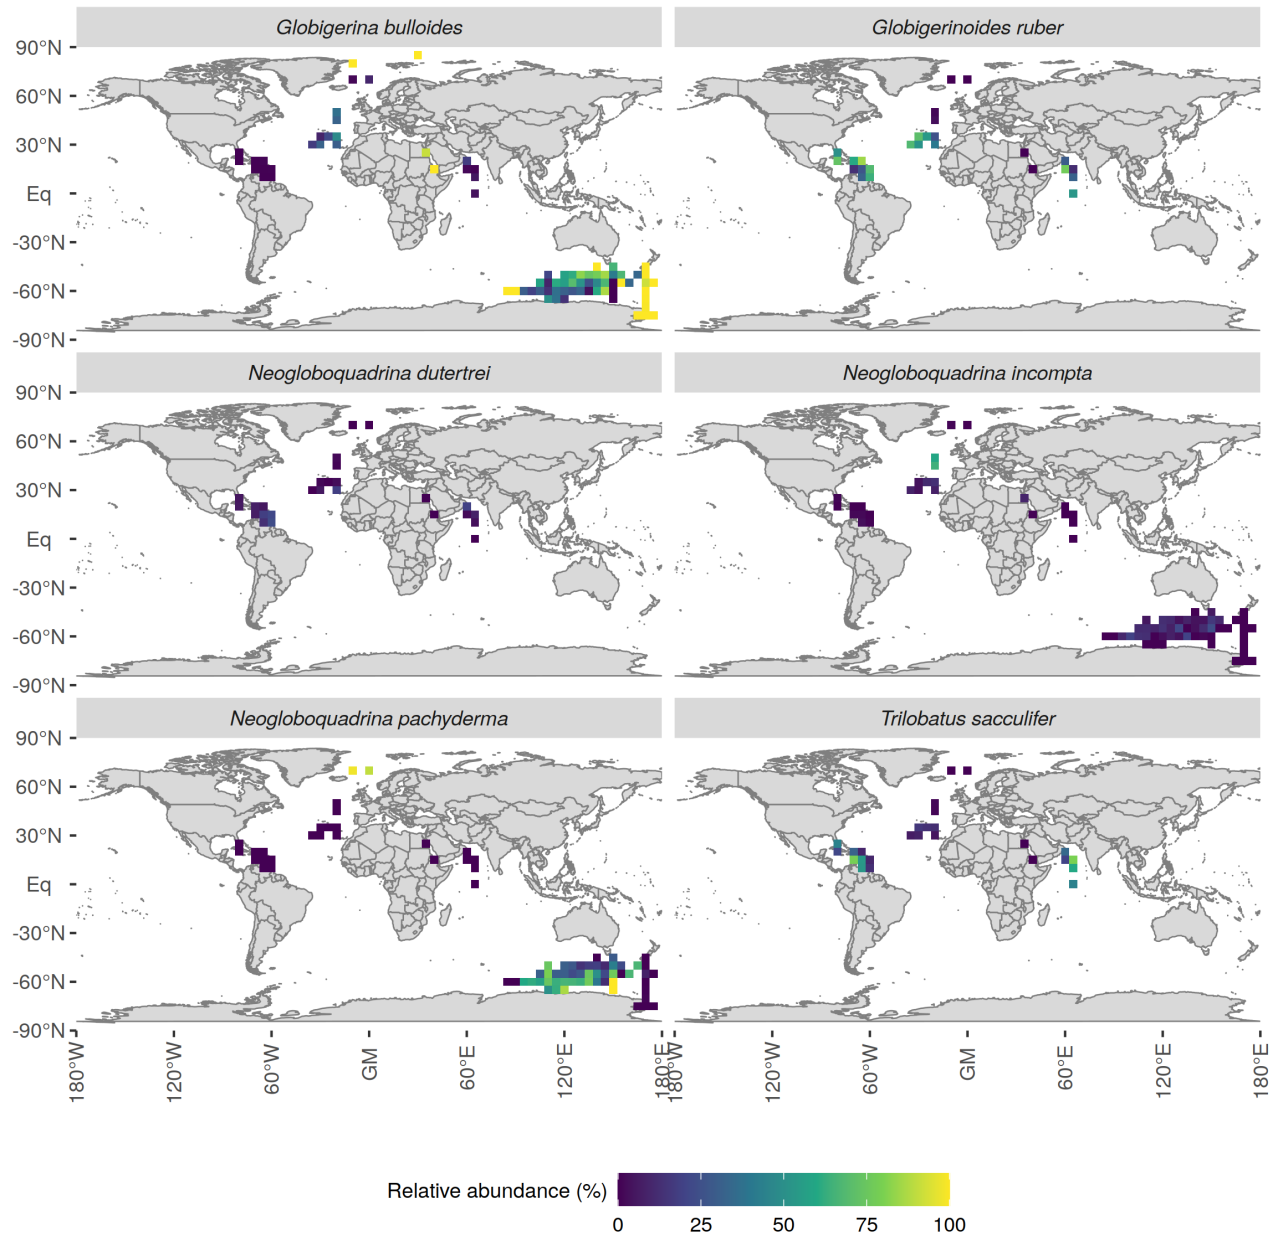 Globigerina bulloides
Globigerinoides ruber
90°N
60°N
30°N
Eq
-30°N
-60°N
-90°N
Neogloboquadrina dutertrei
Neogloboquadrina incompta
90°N
60°N
30°N
Eq
-30°N
-60°N
-90°N
Neogloboquadrina pachyderma
Trilobatus sacculifer
90°N
60°N
30°N
Eq
-30°N
-60°N
-90°N
180°W 120°W 60°W GM 60°E 120°E 180°E 180°W 120°W 60°W GM 60°E 120°E 180°E
Relative abundance (%)
0 25 50 75 100